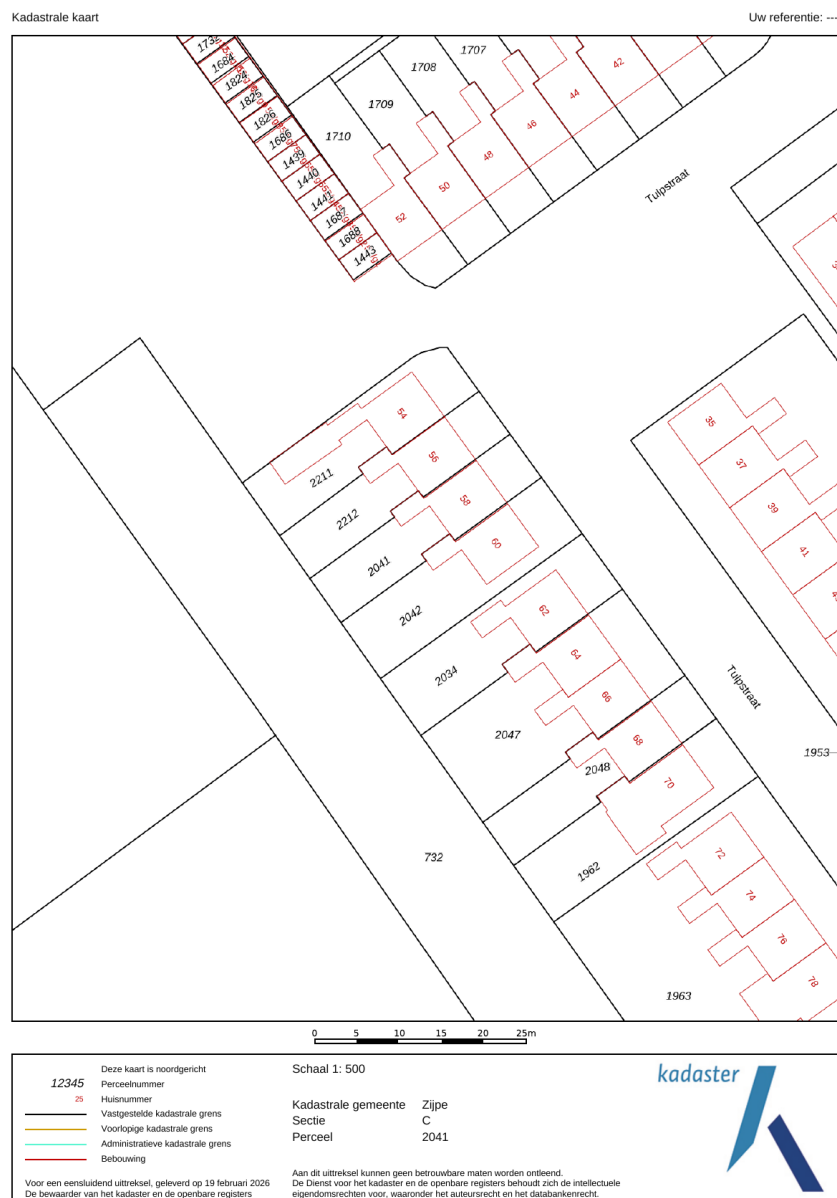 Kadastrale kaart
Uw referentie: ---
1707
1708
1709
1710
1684
1824
1825
1826
1686
1439
1440
1441
1687
1688
1443
42
44
46
48
50
52
Tulpstraat
54
56
58
60
2211
2212
2041
2042
35
37
39
41
62
64
66
68
70
2034
2047
2048
1962
Tulpstraat
1953
732
72
74
76
78
1963
0 5 10 15 20 25m
Deze kaart is noordgericht
12345 Perceelnummer
25 Huisnummer
Vastgestelde kadastrale grens
Voorlopige kadastrale grens
Administratieve kadastrale grens
Bebouwing
Voor een eensluidend uittreksel, geleverd op 19 februari 2026
De bewaarder van het kadaster en de openbare registers
Schaal 1: 500
Kadastrale gemeente Zijpe
Sectie C
Perceel 2041
Aan dit uittreksel kunnen geen betrouwbare maten worden ontleend.
De Dienst voor het kadaster en de openbare registers behoudt zich de intellectuele
eigendomsrechten voor, waaronder het auteursrecht en het databankenrecht.
kadaster